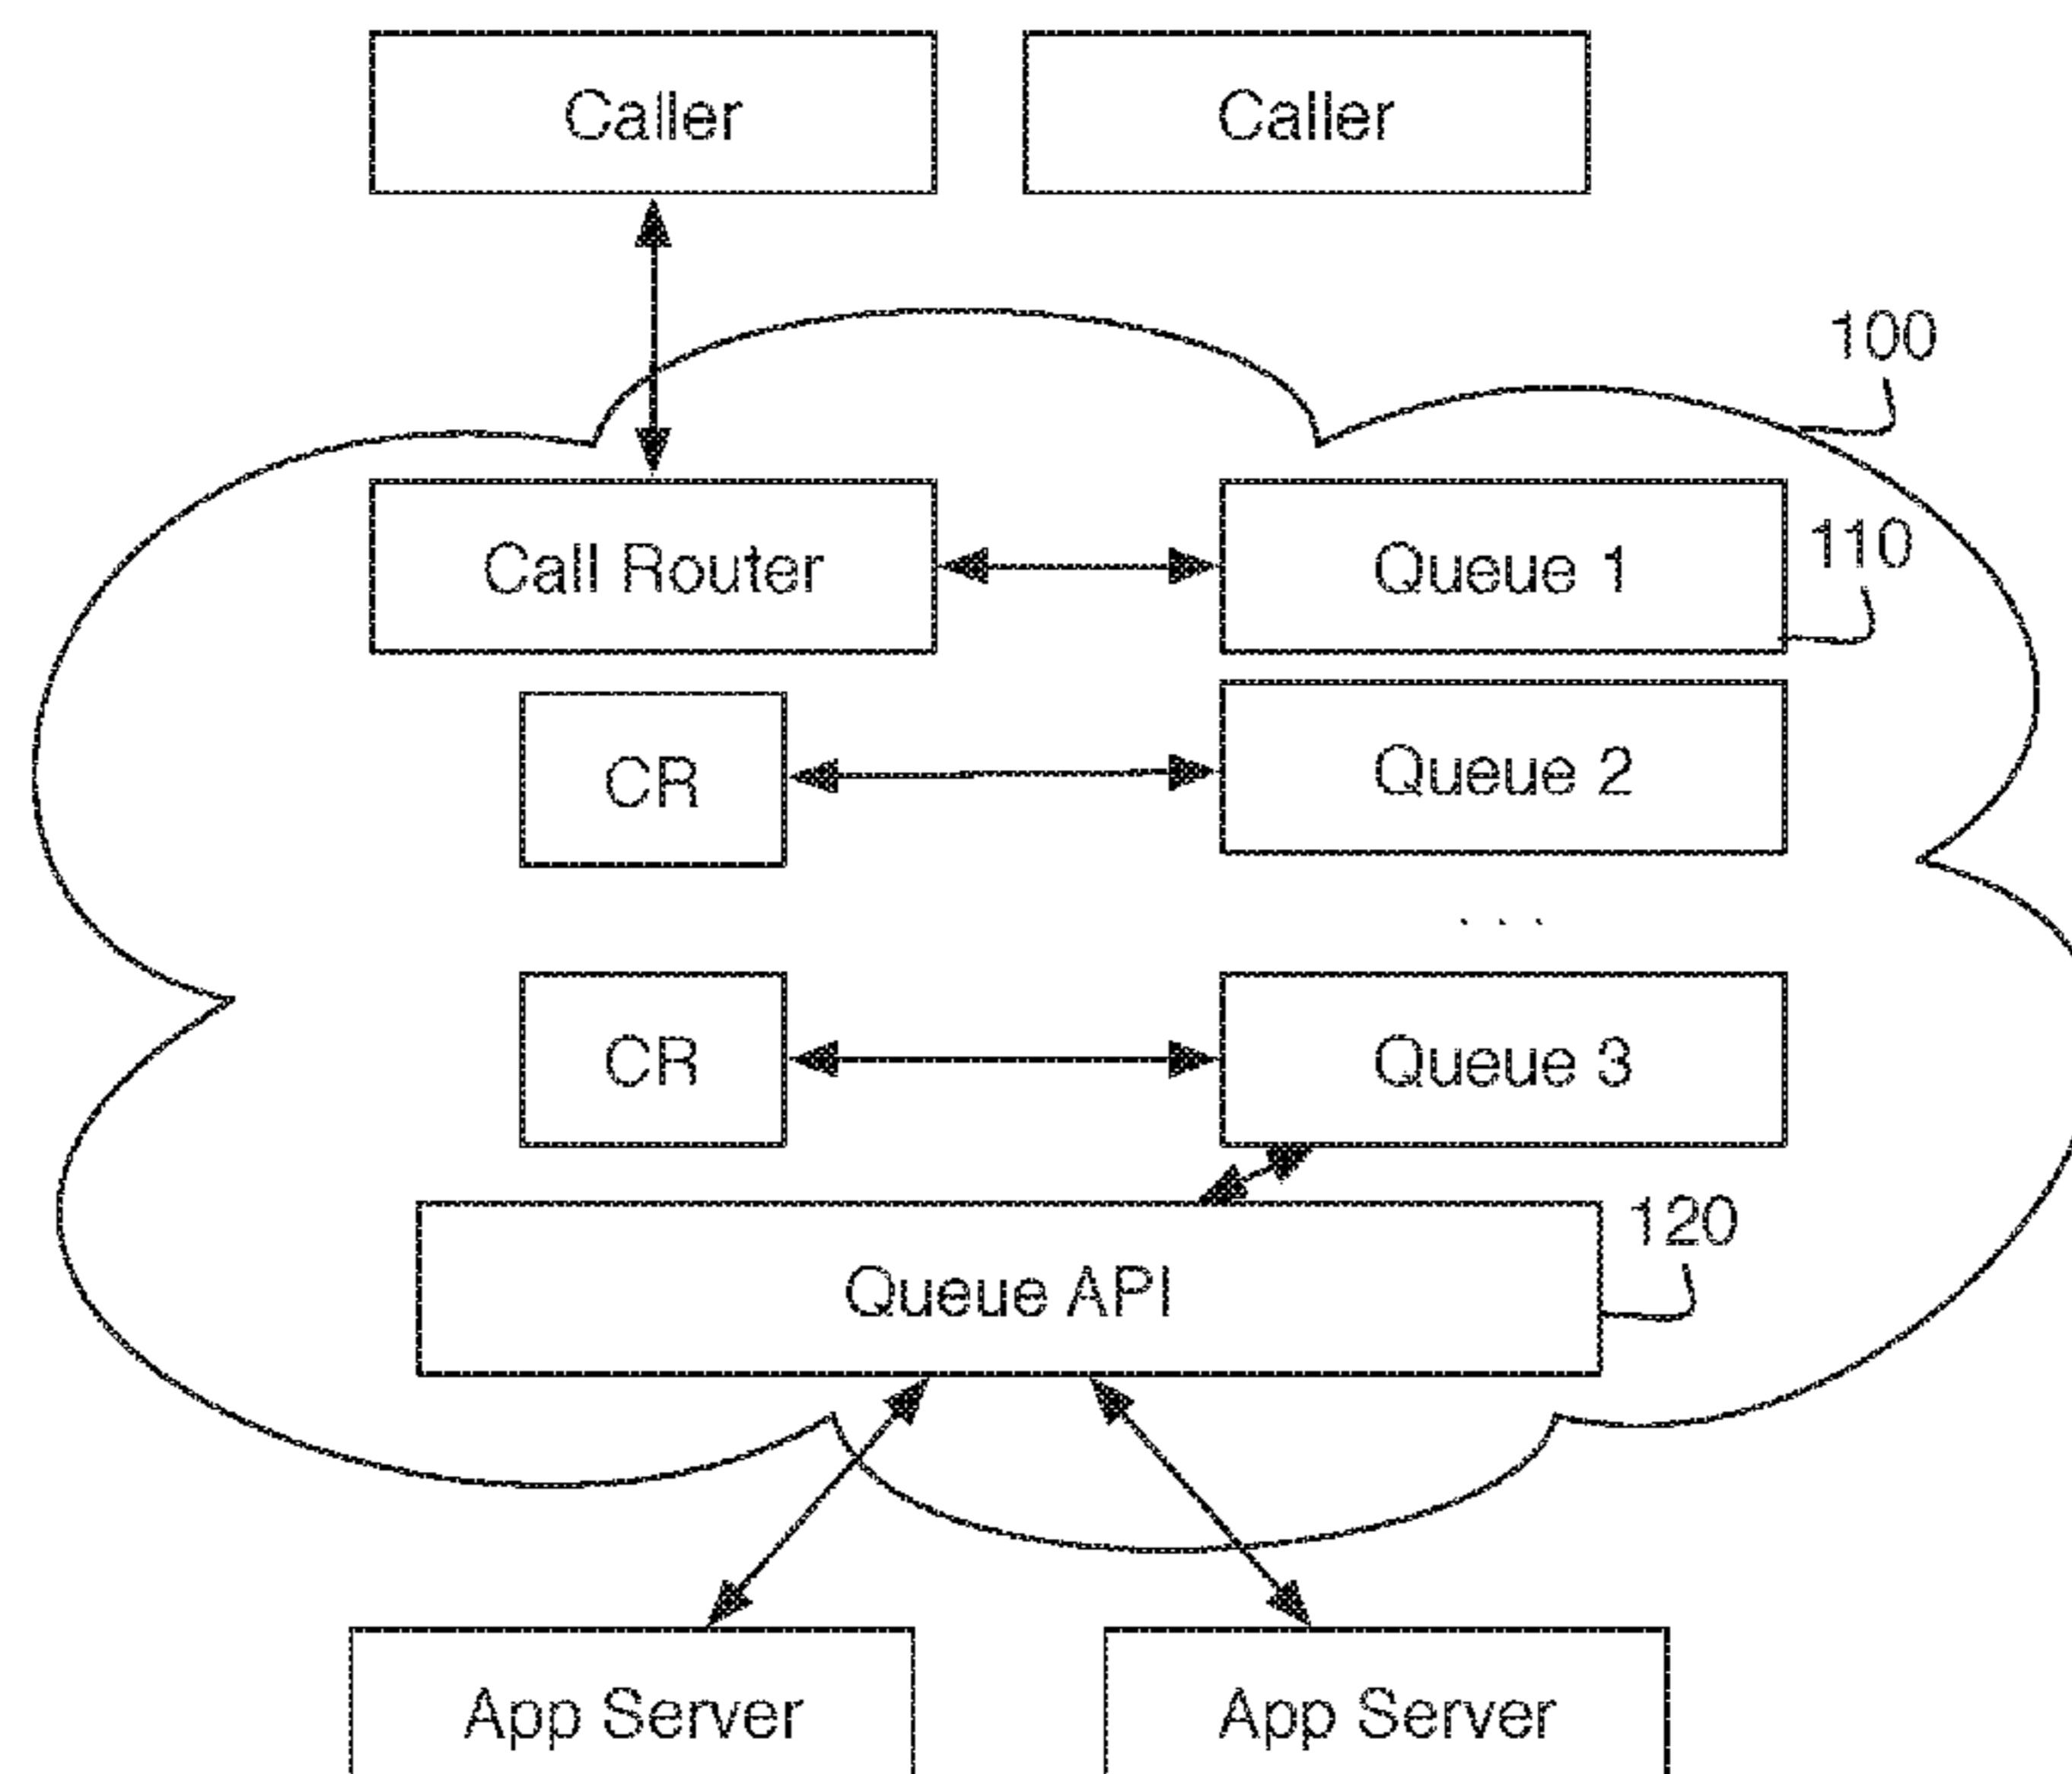 Caller
Caller
100
Call Router
Queue 1
110
CR
Queue 2
. . .
CR
Queue 3
120
Queue API
App Server
App Server